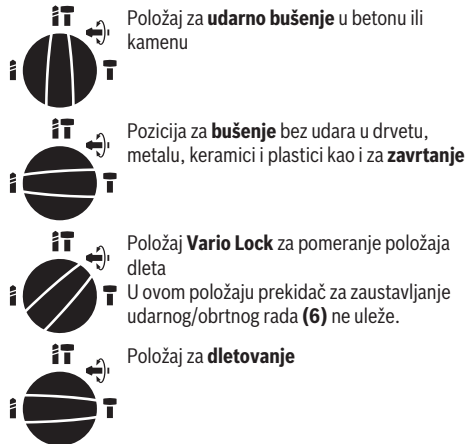 Položaj za udarno bušenje u betonu ili
kamenu
Pozicija za bušenje bez udara u drvetu,
metalu, keramici i plastici kao i za zavrtanje
Položaj Vario Lock za pomeranje položaja
dleta
U ovom položaju prekidač za zaustavljanje
udarnog/obrtnog rada (6) ne uleže.
Položaj za dletovanje